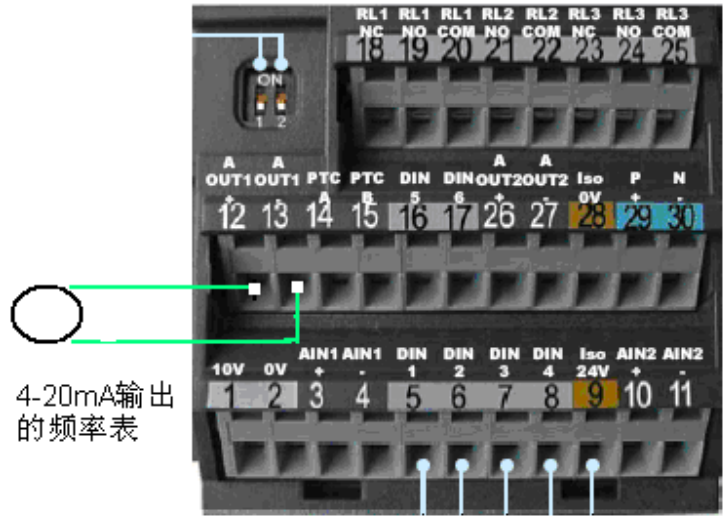 RL1 RL1 RL1 RL2 RL2 RL3 RL3 RL3
NC NO COM NO COM NC NO COM
18 19 20 21 22 23 24 25
ON
1 2
A A A A
OUT1 OUT1 PTC PTC DIN DIN OUT2 OUT2 Iso P N
+ - A B 5 6 + - 0V + -
12 13 14 15 16 17 26 27 28 29 30
AIN1 AIN1 DIN DIN DIN DIN Iso AIN2 AIN2
10V 0V + - 1 2 3 4 24V + -
1 2 3 4 5 6 7 8 9 10 11
4-20mA输出
的频率表